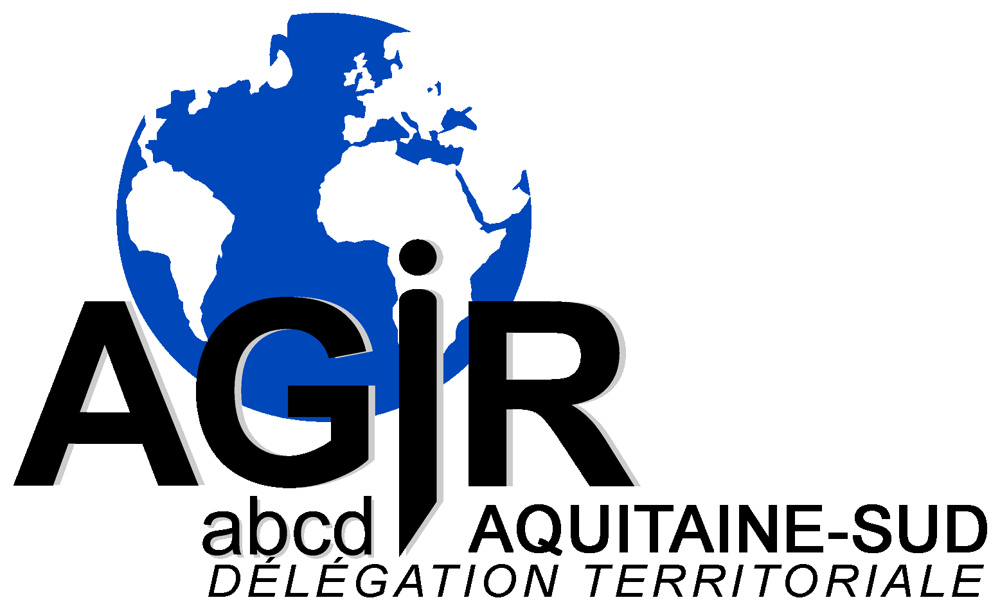 AGiR
abcd AQUITAINE-SUD
DÉLÉGATION TERRITORIALE